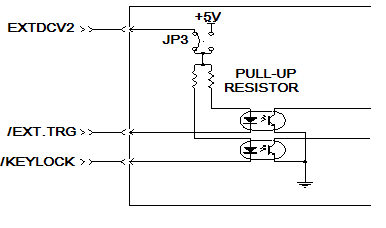 +5V
EXTDCV2
JP3
PULL-UP
RESISTOR
/EXT.TRG
/KEYLOCK